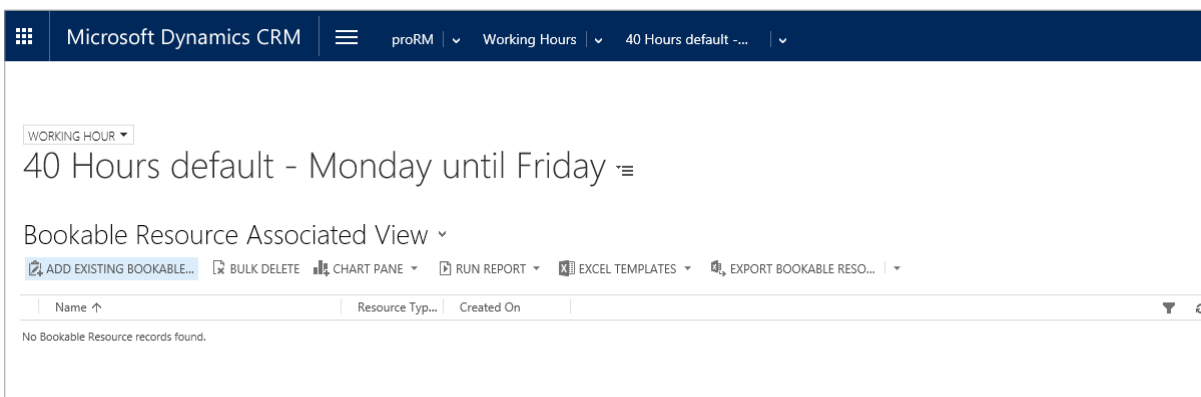 Microsoft Dynamics CRM proRM Working Hours 40 Hours default -...
WORKING HOUR
40 Hours default - Monday until Friday
Bookable Resource Associated View
ADD EXISTING BOOKABLE... BULK DELETE CHART PANE RUN REPORT EXCEL TEMPLATES EXPORT BOOKABLE RESO...
Name Resource Typ... Created On
No Bookable Resource records found.